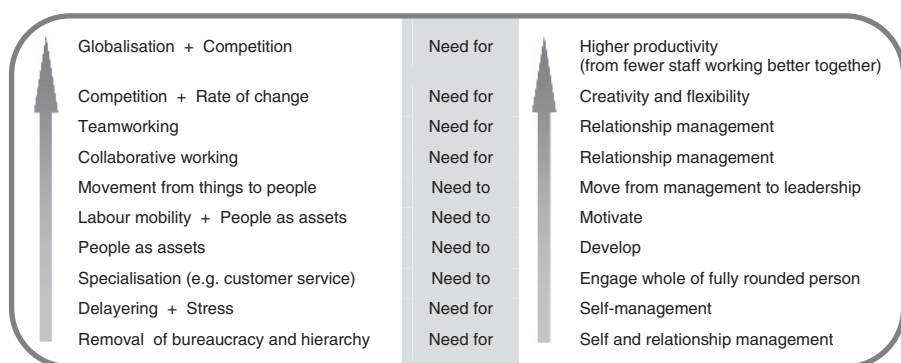 Globalisation + Competition Need for Higher productivity
(from fewer staff working better together)
Competition + Rate of change Need for Creativity and flexibility
Teamworking Need for Relationship management
Collaborative working Need for Relationship management
Movement from things to people Need to Move from management to leadership
Labour mobility + People as assets Need to Motivate
People as assets Need to Develop
Specialisation (e.g. customer service) Need to Engage whole of fully rounded person
Delayering + Stress Need for Self-management
Removal of bureaucracy and hierarchy Need for Self and relationship management